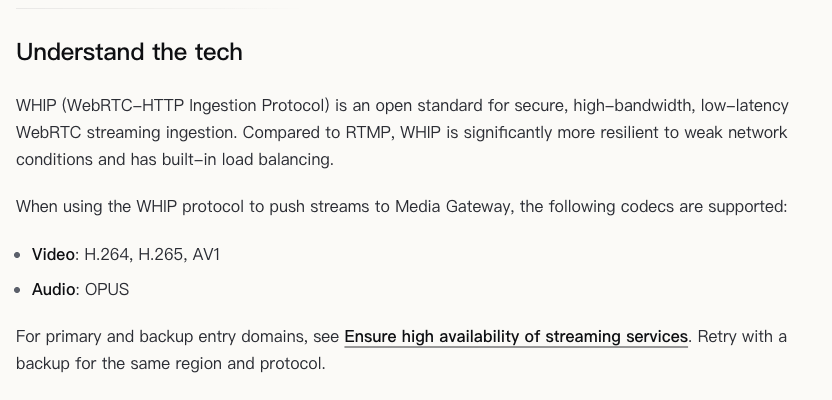 Understand the tech
WHIP (WebRTC-HTTP Ingestion Protocol) is an open standard for secure, high-bandwidth, low-latency
WebRTC streaming ingestion. Compared to RTMP, WHIP is significantly more resilient to weak network
conditions and has built-in load balancing.
When using the WHIP protocol to push streams to Media Gateway, the following codecs are supported:
• Video: H.264, H.265, AV1
• Audio: OPUS
For primary and backup entry domains, see Ensure high availability of streaming services. Retry with a
backup for the same region and protocol.